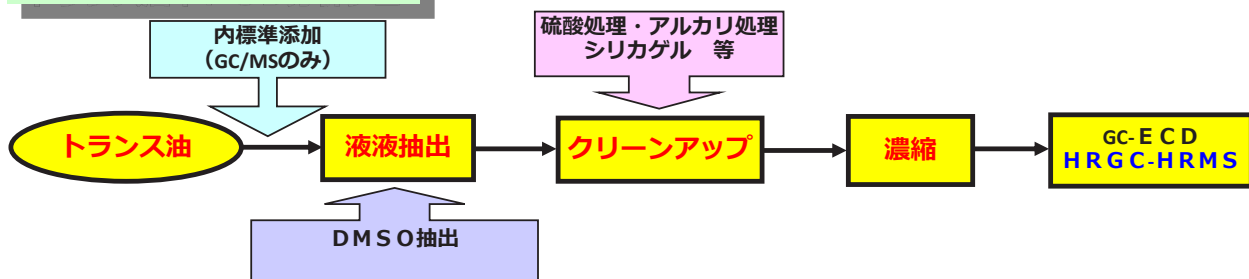 内標準添加
（GC/MSのみ）
硫酸処理・アルカリ処理
シリカゲル　等
トランス油
液液抽出
クリーンアップ
濃縮
GC-ＥＣＤ
ＨＲＧＣ-ＨＲＭＳ
ＤＭＳＯ抽出